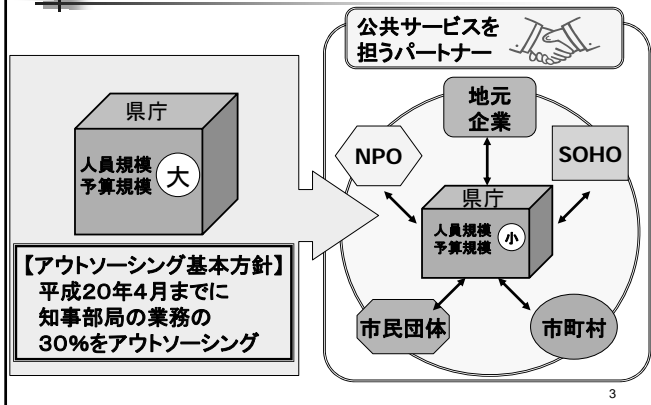 公共サービスを
担うパートナー
県庁
人員規模
予算規模
大
【アウトソーシング基本方針】
平成20年4月までに
知事部局の業務の
30%をアウトソーシング
地元
企業
NPO
SOHO
県庁
人員規模
予算規模
小
市民団体
市町村
3